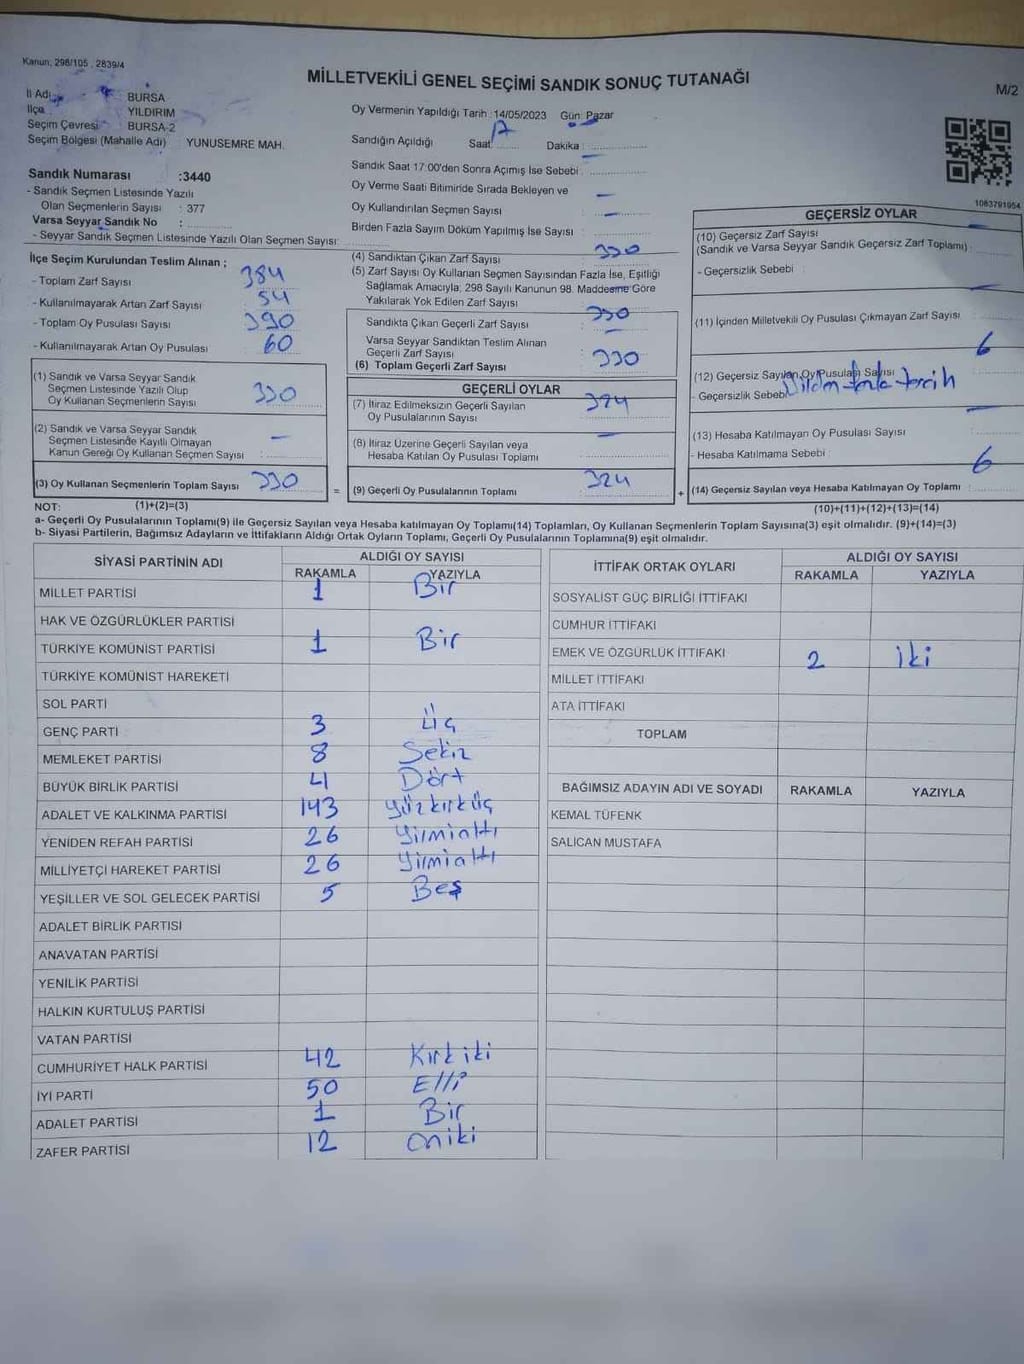 Kanun; 298/105 , 2839/4
MİLLETVEKİLİ GENEL SEÇİMİ SANDIK SONUÇ TUTANAĞI
M/2
İl Adı : BURSA
İlçe : YILDIRIM
Seçim Çevresi : BURSA-2
Seçim Bölgesi (Mahalle Adı) YUNUSEMRE MAH.
Oy Vermenin Yapıldığı Tarih :14/05/2023 Gün: Pazar
Sandığın Açıldığı Saat 17 Dakika :
Sandık Saat 17:00'den Sonra Açımış İse Sebebi : —
Oy Verme Saati Bitiminde Sırada Bekleyen ve
Oy Kullandırılan Seçmen Sayısı —
Birden Fazla Sayım Döküm Yapılmış İse Sayısı : —
Sandık Numarası :3440
- Sandık Seçmen Listesinde Yazılı
Olan Seçmenlerin Sayısı : 377
Varsa Seyyar Sandık No :
- Seyyar Sandık Seçmen Listesinde Yazılı Olan Seçmen Sayısı:
İlçe Seçim Kurulundan Teslim Alınan ;
- Toplam Zarf Sayısı 384
- Kullanılmayarak Artan Zarf Sayısı : 54
- Toplam Oy Pusulası Sayısı : 390
- Kullanılmayarak Artan Oy Pusulası 60
(1) Sandık ve Varsa Seyyar Sandık
Seçmen Listesinde Yazılı Olup
Oy Kullanan Seçmenlerin Sayısı : 330
(2) Sandık ve Varsa Seyyar Sandık
Seçmen Listesinde Kayıtlı Olmayan
Kanun Gereği Oy Kullanan Seçmen Sayısı : —
(3) Oy Kullanan Seçmenlerin Toplam Sayısı 330
(4) Sandıktan Çıkan Zarf Sayısı : 330
(5) Zarf Sayısı Oy Kullanan Seçmen Sayısından Fazla İse, Eşitliği
Sağlamak Amacıyla; 298 Sayılı Kanunun 98. Maddesine Göre
Yakılarak Yok Edilen Zarf Sayısı :
Sandıkta Çıkan Geçerli Zarf Sayısı : 330
Varsa Seyyar Sandıktan Teslim Alınan
Geçerli Zarf Sayısı —
(6) Toplam Geçerli Zarf Sayısı : 330
GEÇERLİ OYLAR
(7) İtiraz Edilmeksizin Geçerli Sayılan
Oy Pusulalarının Sayısı : 324
(8) İtiraz Üzerine Geçerli Sayılan veya
Hesaba Katılan Oy Pusulası Toplamı : —
= (9) Geçerli Oy Pusulalarının Toplamı 324
1083791954
GEÇERSİZ OYLAR
(10) Geçersiz Zarf Sayısı
(Sandık ve Varsa Seyyar Sandık Geçersiz Zarf Toplamı) : —
- Geçersizlik Sebebi :
(11) İçinden Milletvekili Oy Pusulası Çıkmayan Zarf Sayısı : —
(12) Geçersiz Sayılan Oy Pusulası Sayısı 6
- Geçersizlik Sebebi fazla tercih
(13) Hesaba Katılmayan Oy Pusulası Sayısı : —
- Hesaba Katılmama Sebebi
+ (14) Geçersiz Sayılan veya Hesaba Katılmayan Oy Toplamı 6
NOT: (1)+(2)=(3)
(10)+(11)+(12)+(13)=(14)
a- Geçerli Oy Pusulalarının Toplamı(9) ile Geçersiz Sayılan veya Hesaba katılmayan Oy Toplamı(14) Toplamları, Oy Kullanan Seçmenlerin Toplam Sayısına(3) eşit olmalıdır. (9)+(14)=(3)
b- Siyasi Partilerin, Bağımsız Adayların ve İttifakların Aldığı Ortak Oyların Toplamı, Geçerli Oy Pusulalarının Toplamına(9) eşit olmalıdır.
SİYASİ PARTİNİN ADI ALDIĞI OY SAYISI
RAKAMLA YAZIYLA
MİLLET PARTİSİ 1 Bir
HAK VE ÖZGÜRLÜKLER PARTİSİ
TÜRKİYE KOMÜNİST PARTİSİ 1 Bir
TÜRKİYE KOMÜNİST HAREKETİ
SOL PARTİ
GENÇ PARTİ 3 Üç
MEMLEKET PARTİSİ 8 Sekiz
BÜYÜK BİRLİK PARTİSİ 4 Dört
ADALET VE KALKINMA PARTİSİ 143 yüzkırküç
YENİDEN REFAH PARTİSİ 26 Yirmialtı
MİLLİYETÇİ HAREKET PARTİSİ 26 Yirmialtı
YEŞİLLER VE SOL GELECEK PARTİSİ 5 Beş
ADALET BİRLİK PARTİSİ
ANAVATAN PARTİSİ
YENİLİK PARTİSİ
HALKIN KURTULUŞ PARTİSİ
VATAN PARTİSİ
CUMHURİYET HALK PARTİSİ 42 Kırkiki
İYİ PARTİ 50 Elli
ADALET PARTİSİ 1 Bir
ZAFER PARTİSİ 12 oniki
İTTİFAK ORTAK OYLARI ALDIĞI OY SAYISI
RAKAMLA YAZIYLA
SOSYALİST GÜÇ BİRLİĞİ İTTİFAKI
CUMHUR İTTİFAKI
EMEK VE ÖZGÜRLÜK İTTİFAKI 2 İki
MİLLET İTTİFAKI
ATA İTTİFAKI
TOPLAM
BAĞIMSIZ ADAYIN ADI VE SOYADI RAKAMLA YAZIYLA
KEMAL TÜFENK
SALİCAN MUSTAFA